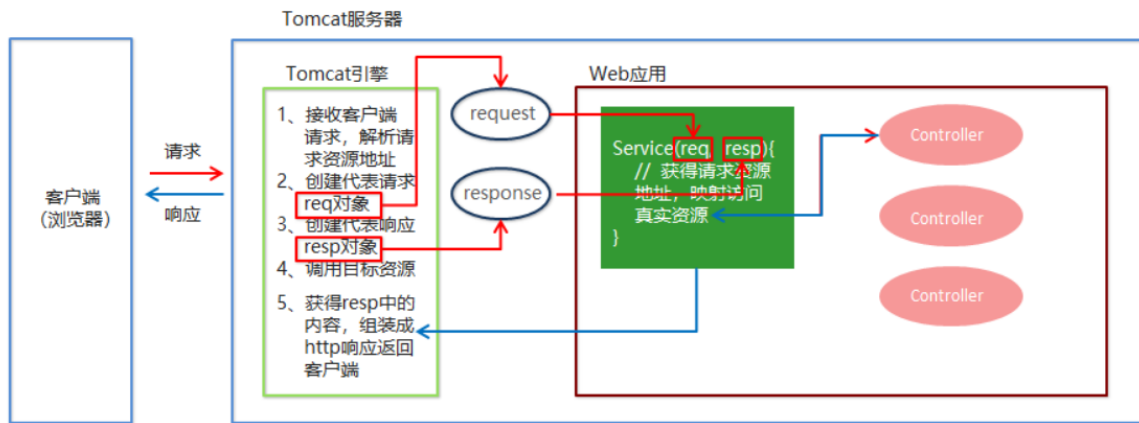 Tomcat服务器
客户端
(浏览器)
请求
响应
Tomcat引擎
1、接收客户端
请求，解析请
求资源地址
2、创建代表请求
req对象
3、创建代表响应
resp对象
4、调用目标资源
5、获得resp中的
内容，组装成
http响应返回
客户端
request
response
Web应用
Service(req, resp){
// 获得请求资源
地址，映射访问
真实资源
}
Controller
Controller
Controller